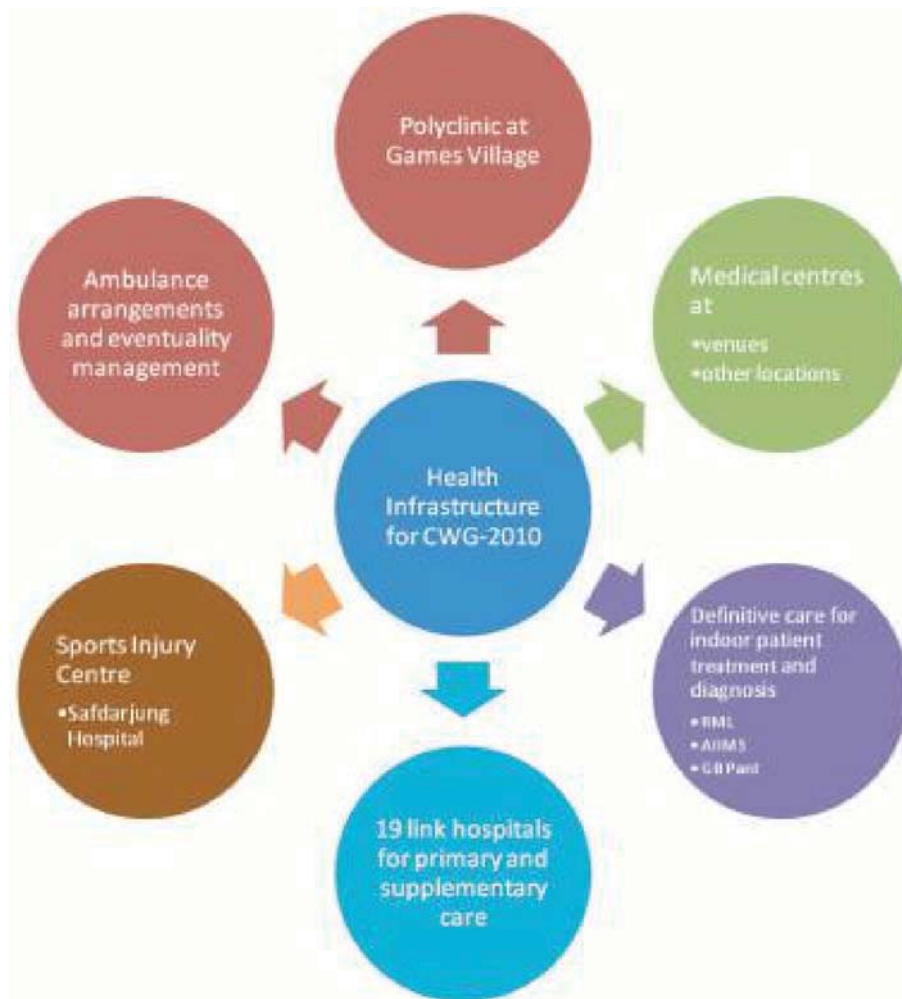 Polyclinic at
Games Village
Ambulance
arrangements
and eventuality
management
Medical centres
at
•venues
•other locations
Health
Infrastructure
for CWG-2010
Sports Injury
Centre
•Safdarjung
Hospital
Definitive care for
indoor patient
treatment and
diagnosis
•RML
•AIIMS
•GB Pant
19 link hospitals
for primary and
supplementary
care